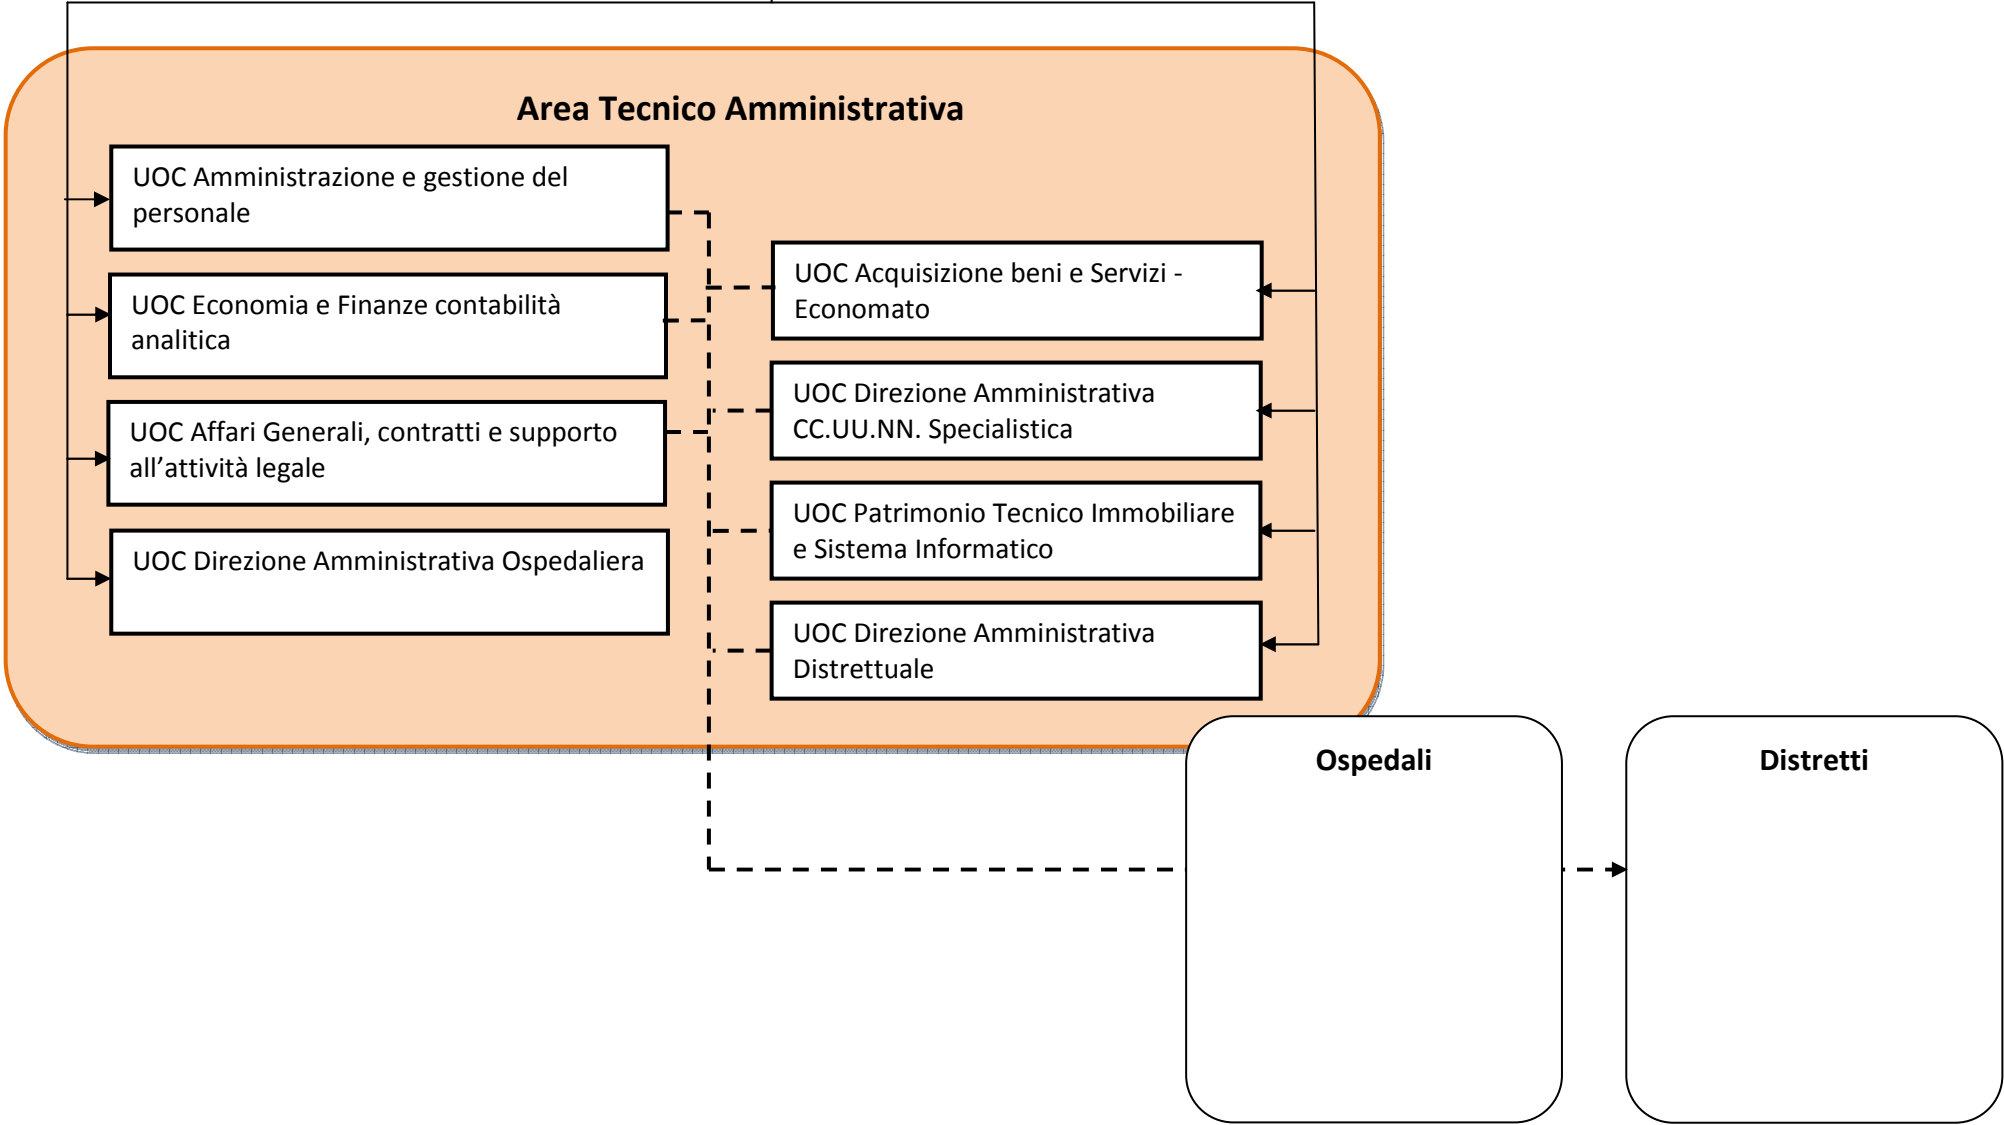 Area Tecnico Amministrativa
UOC Amministrazione e gestione del
personale
UOC Economia e Finanze contabilità
analitica
UOC Affari Generali, contratti e supporto
all’attività legale
UOC Direzione Amministrativa Ospedaliera
UOC Acquisizione beni e Servizi -
Economato
UOC Direzione Amministrativa
CC.UU.NN. Specialistica
UOC Patrimonio Tecnico Immobiliare
e Sistema Informatico
UOC Direzione Amministrativa
Distrettuale
Ospedali
Distretti